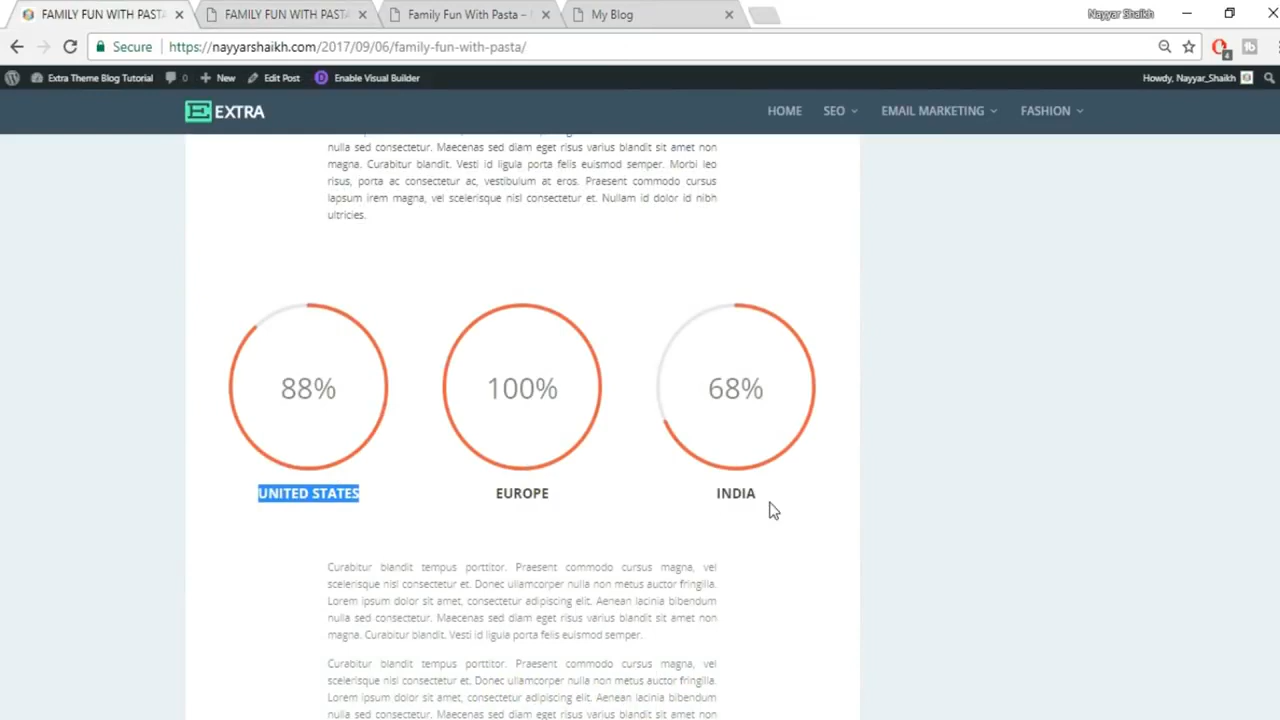 FAMILY FUN WITH PASTA
FAMILY FUN WITH PASTA
Family Fun With Pasta –
My Blog
Nayyar Shaikh
Secure
https://nayyarshaikh.com/2017/09/06/family-fun-with-pasta/
Extra Theme Blog Tutorial 0 New Edit Post D Enable Visual Builder Howdy, Nayyar_Shaikh
E EXTRA
HOME SEO EMAIL MARKETING FASHION
nulla sed consectetur. Maecenas sed diam eget risus varius blandit sit amet non
magna. Curabitur blandit. Vesti id ligula porta felis euismod semper. Morbi leo
risus, porta ac consectetur ac, vestibulum at eros. Praesent commodo cursus
lapsum irem magna, vel scelerisque nisl consectetur et. Nullam id dolor id nibh
ultricies.
88% 100% 68%
UNITED STATES EUROPE INDIA
Curabitur blandit tempus porttitor. Praesent commodo cursus magna, vel
scelerisque nisl consectetur et. Donec ullamcorper nulla non metus auctor fringilla.
Lorem ipsum dolor sit amet, consectetur adipiscing elit. Aenean lacinia bibendum
nulla sed consectetur. Maecenas sed diam eget risus varius blandit sit amet non
magna. Curabitur blandit. Vesti id ligula porta felis euismod semper.
Curabitur blandit tempus porttitor. Praesent commodo cursus magna, vel
scelerisque nisl consectetur et. Donec ullamcorper nulla non metus auctor fringilla.
Lorem ipsum dolor sit amet, consectetur adipiscing elit. Aenean lacinia bibendum
nulla sed consectetur. Maecenas sed diam eget risus varius blandit sit amet non